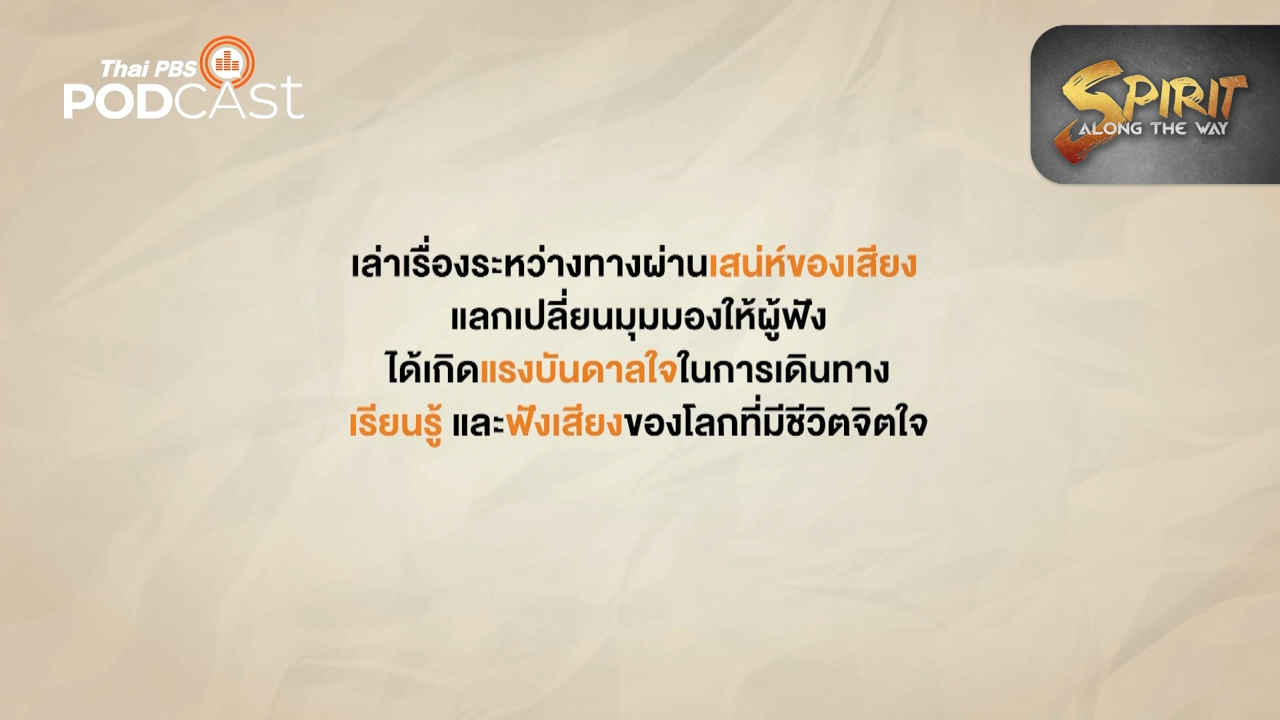 Thai PBS
PODCAST
SPIRIT
ALONG THE WAY
เล่าเรื่องระหว่างทางผ่านเสน่ห์ของเสียง
แลกเปลี่ยนมุมมองให้ผู้ฟัง
ได้เกิดแรงบันดาลใจในการเดินทาง
เรียนรู้ และฟังเสียงของโลกที่มีชีวิตจิตใจ